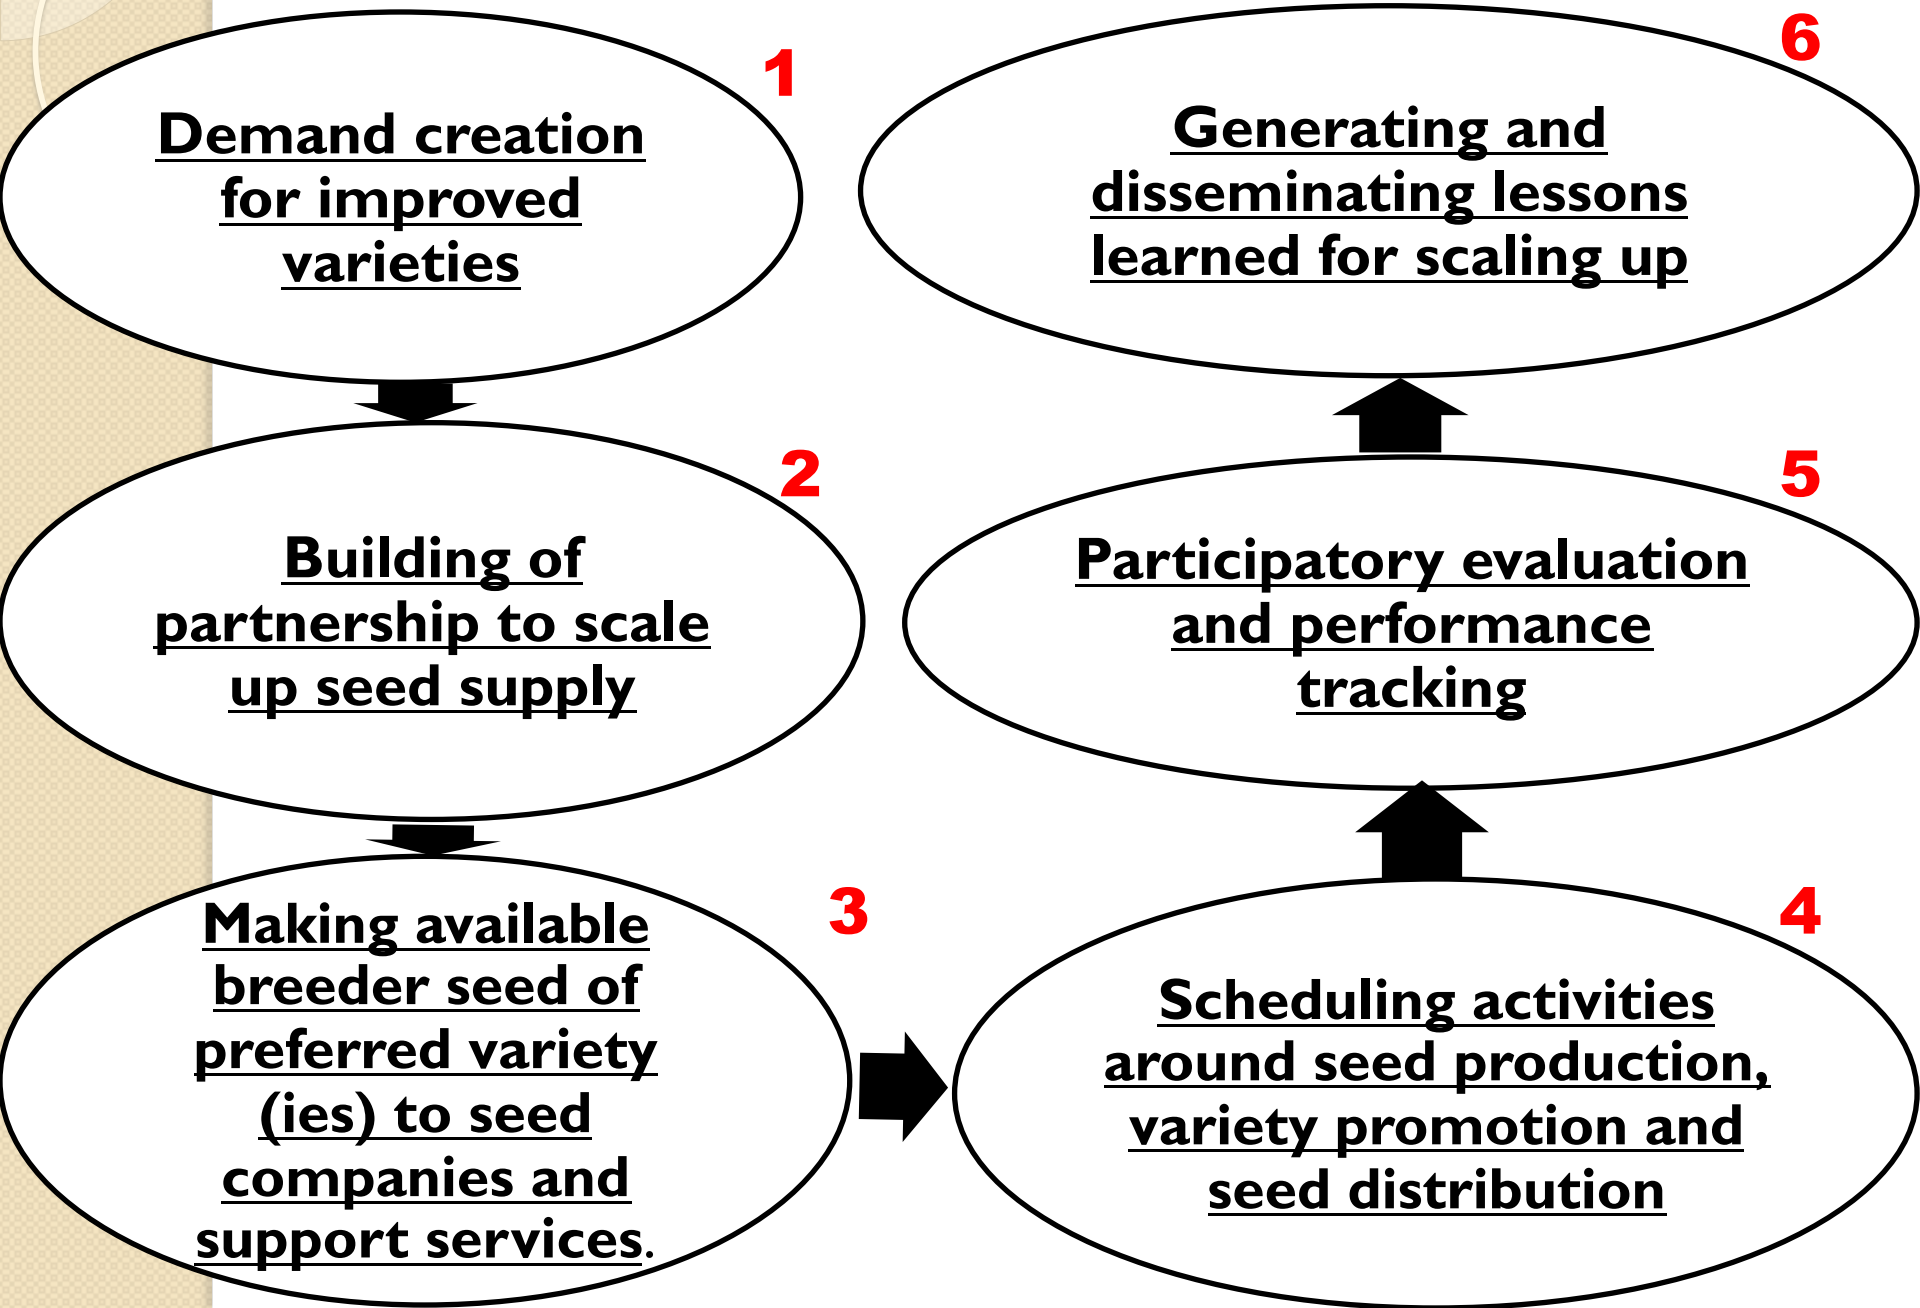 1
Demand creation
for improved
varieties
2
Building of
partnership to scale
up seed supply
3
Making available
breeder seed of
preferred variety
(ies) to seed
companies and
support services.
4
Scheduling activities
around seed production,
variety promotion and
seed distribution
5
Participatory evaluation
and performance
tracking
6
Generating and
disseminating lessons
learned for scaling up